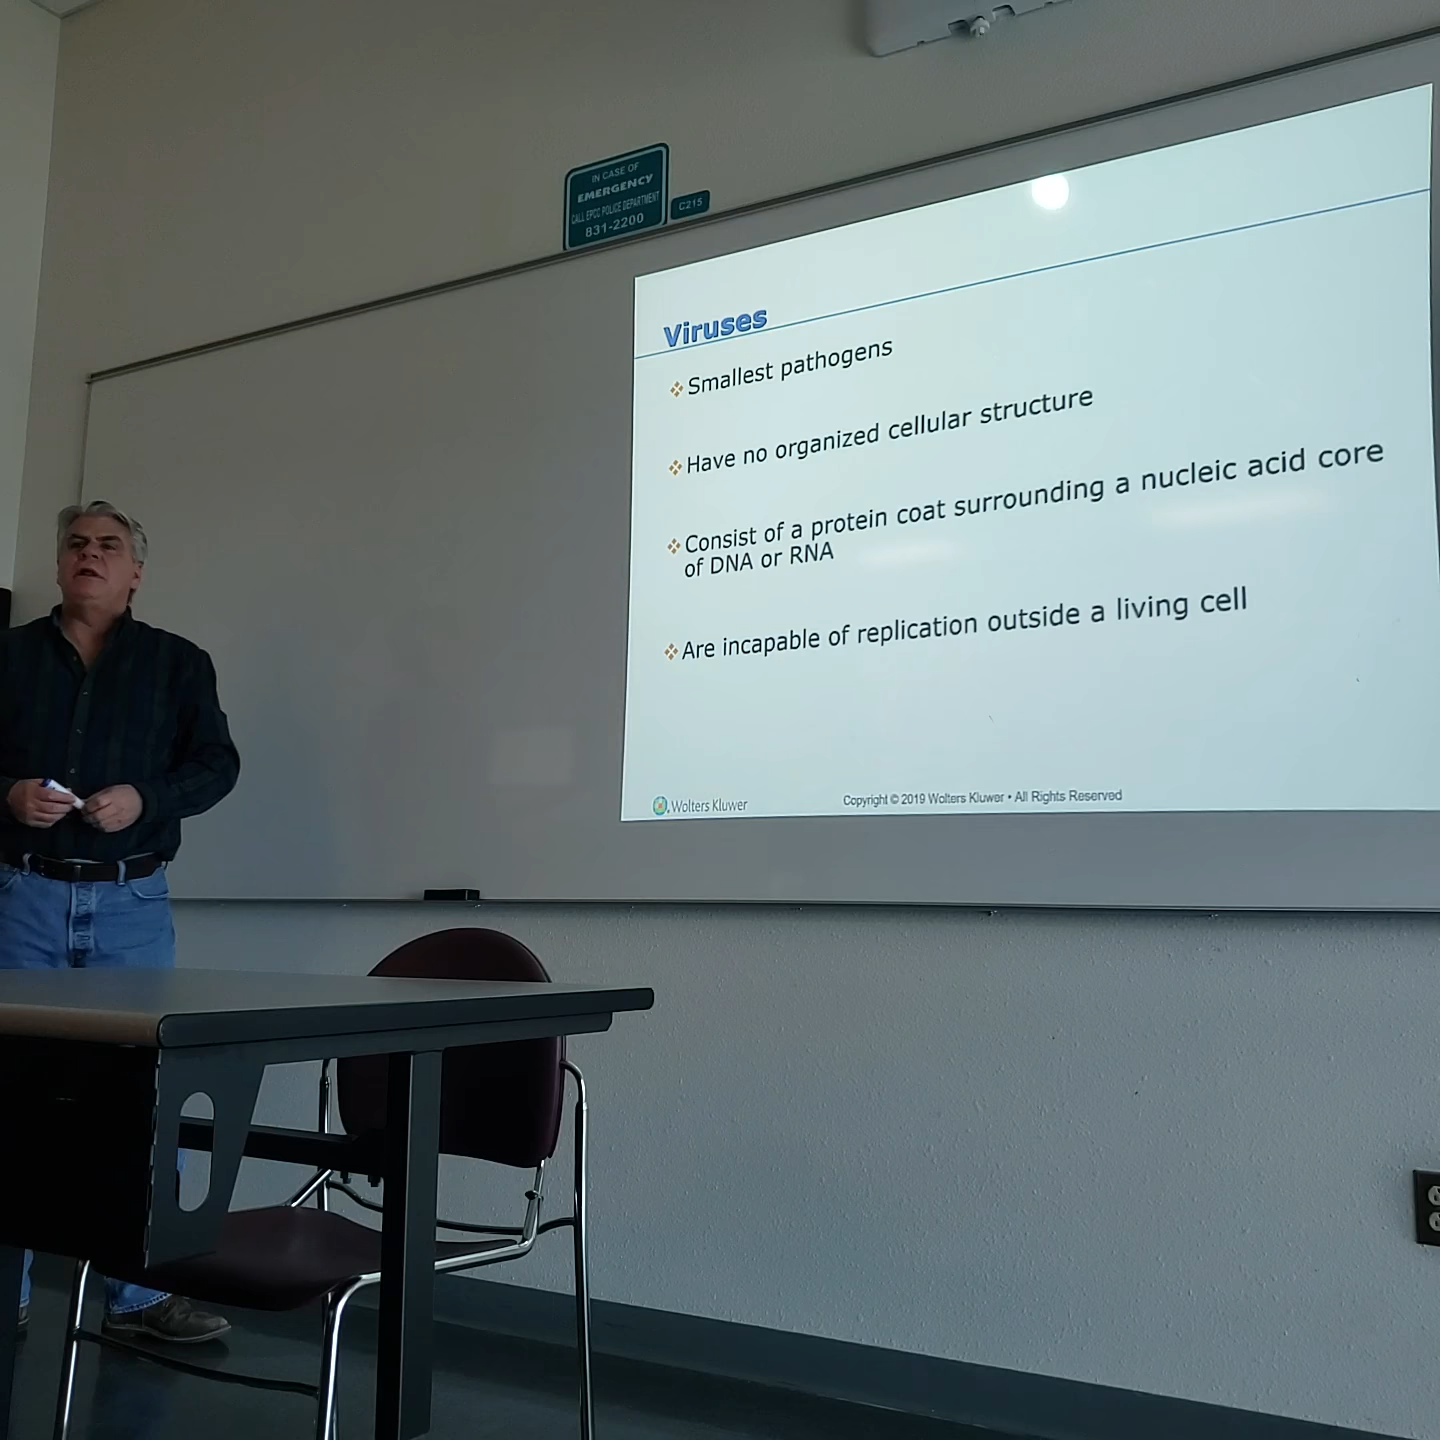 IN CASE OF
EMERGENCY
CALL EPCC POLICE DEPARTMENT
831-2200
C215
Viruses
Smallest pathogens
Have no organized cellular structure
Consist of a protein coat surrounding a nucleic acid core
of DNA or RNA
Are incapable of replication outside a living cell
Wolters Kluwer
Copyright © 2019 Wolters Kluwer • All Rights Reserved